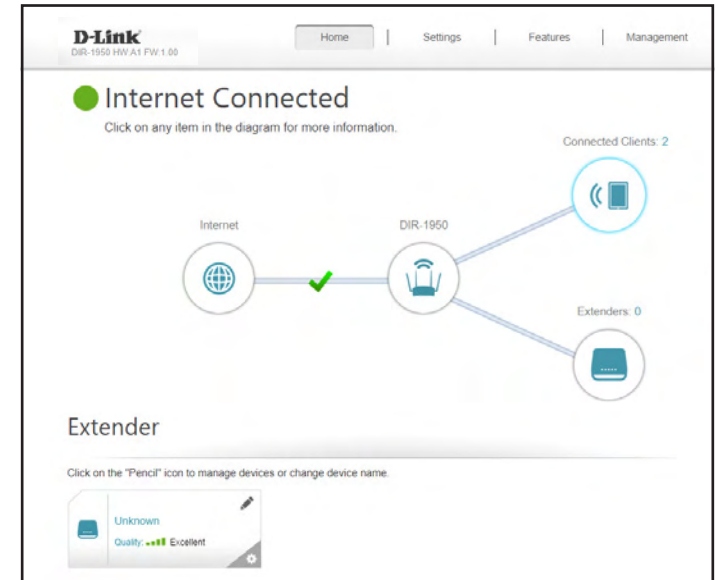 D-Link
DIR-1950 HW:A1 FW:1.00
Home | Settings | Features | Management
Internet Connected
Click on any item in the diagram for more information.
Connected Clients: 2
Internet
DIR-1950
Extenders: 0
Extender
Click on the "Pencil" icon to manage devices or change device name.
Unknown
Quality: Excellent